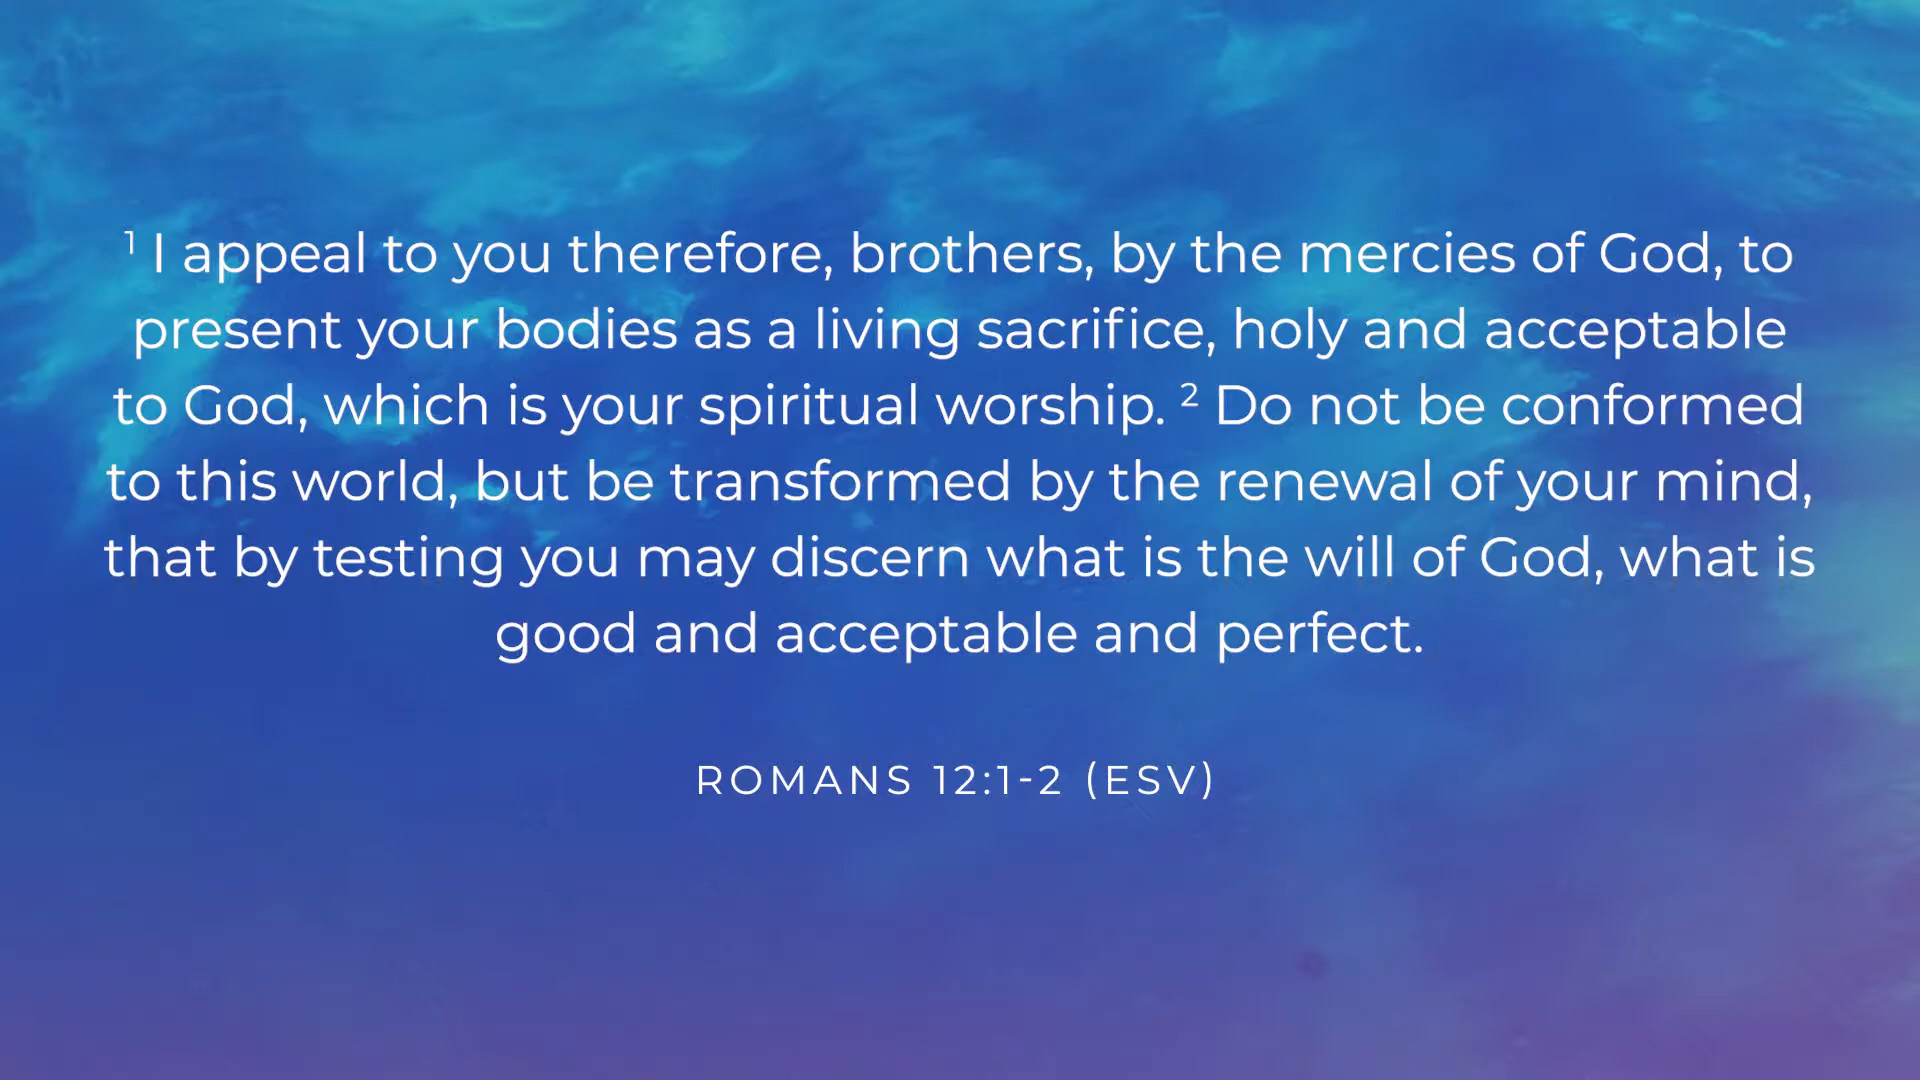 ¹ I appeal to you therefore, brothers, by the mercies of God, to
present your bodies as a living sacrifice, holy and acceptable
to God, which is your spiritual worship. ² Do not be conformed
to this world, but be transformed by the renewal of your mind,
that by testing you may discern what is the will of God, what is
good and acceptable and perfect.
ROMANS 12:1-2 (ESV)